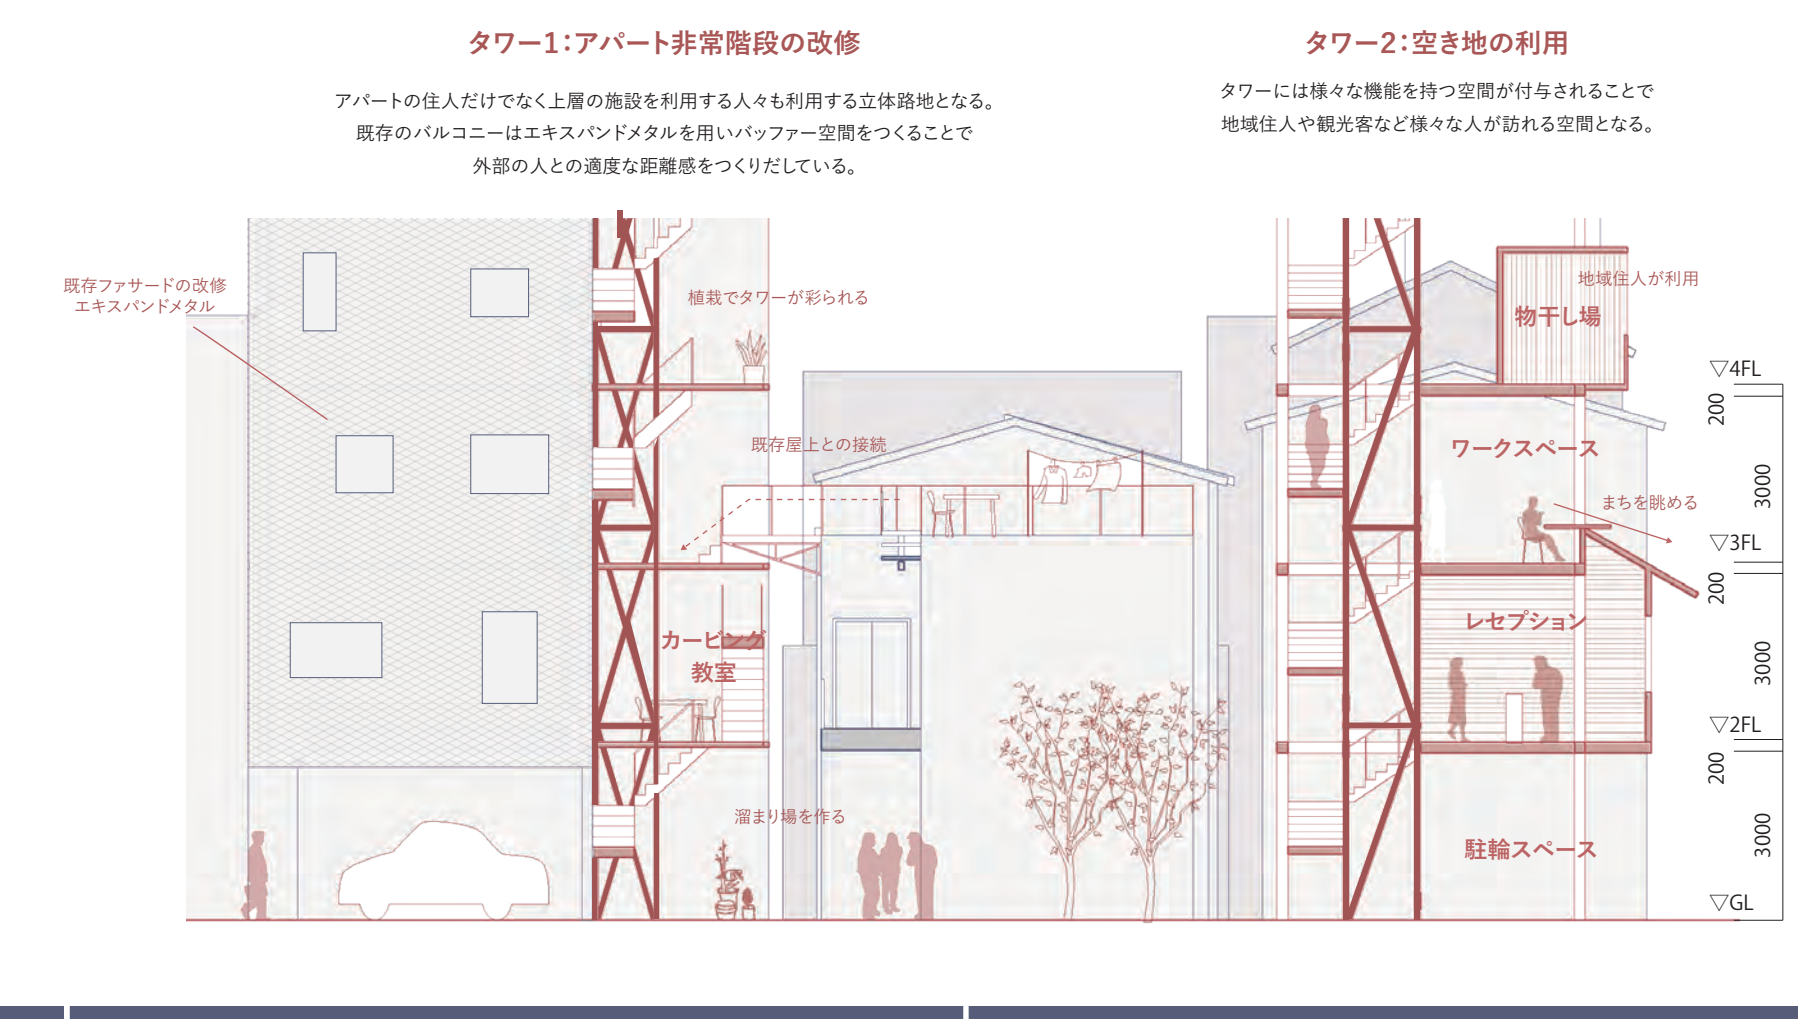 タワー1：アパート非常階段の改修
アパートの住人だけでなく上層の施設を利用する人々も利用する立体路地となる。
既存のバルコニーはエキスパンドメタルを用いバッファー空間をつくることで
外部の人との適度な距離感をつくりだしている。
タワー2：空き地の利用
タワーには様々な機能を持つ空間が付与されることで
地域住人や観光客など様々な人が訪れる空間となる。
既存ファサードの改修
エキスパンドメタル
植栽でタワーが彩られる
既存屋上との接続
カービング
教室
溜まり場を作る
地域住人が利用
物干し場
ワークスペース
まちを眺める
レセプション
駐輪スペース
▽4FL
200
3000
▽3FL
200
3000
▽2FL
200
3000
▽GL